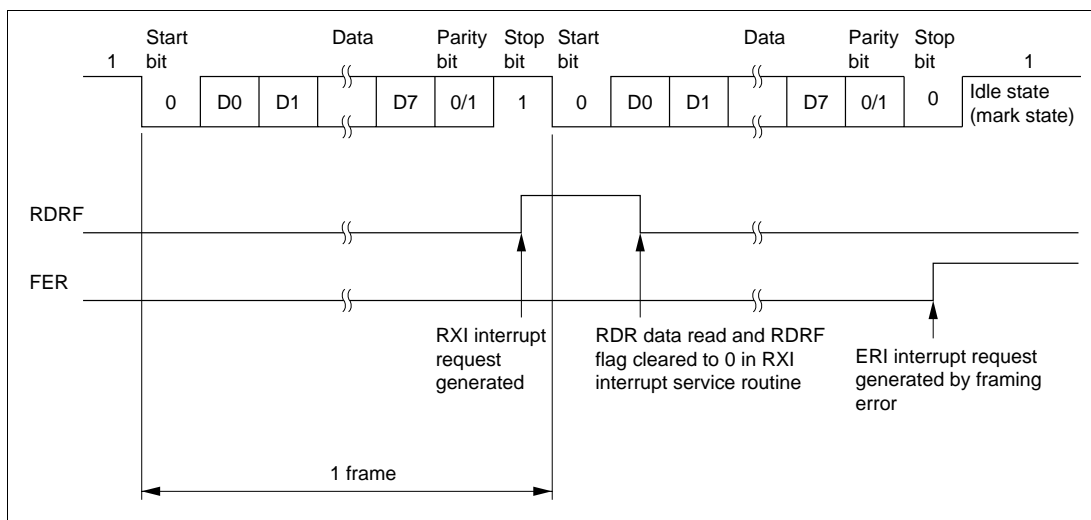 Start bit
Data
Parity bit
Stop bit
Start bit
Data
Parity bit
Stop bit
1
1
0
D0
D1
D7
0/1
1
0
D0
D1
D7
0/1
0
Idle state
(mark state)
RDRF
FER
RXI interrupt
request
generated
RDR data read and RDRF
flag cleared to 0 in RXI
interrupt service routine
ERI interrupt request
generated by framing
error
1 frame